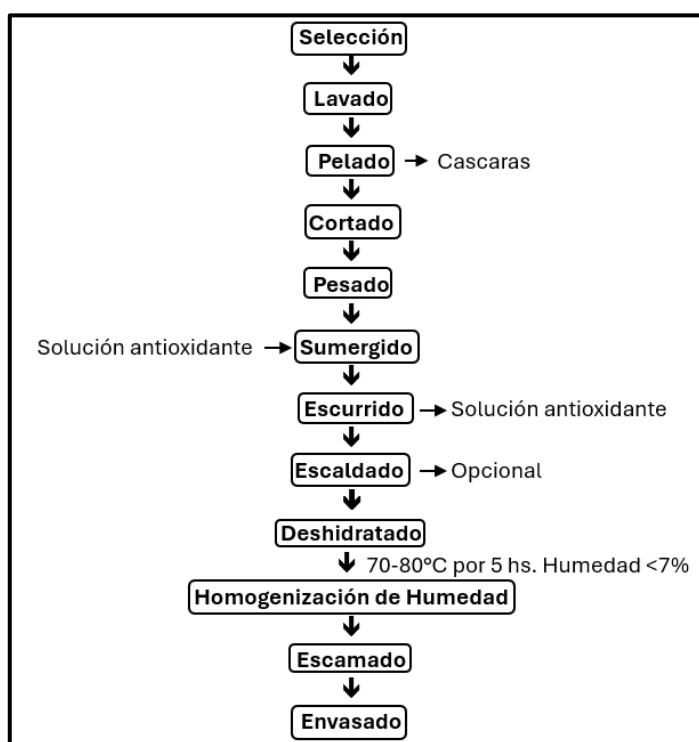 Selección
Lavado
Pelado → Cascaras
Cortado
Pesado
Solución antioxidante → Sumergido
Escurrido → Solución antioxidante
Escaldado → Opcional
Deshidratado
70-80°C por 5 hs. Humedad <7%
Homogenización de Humedad
Escamado
Envasado